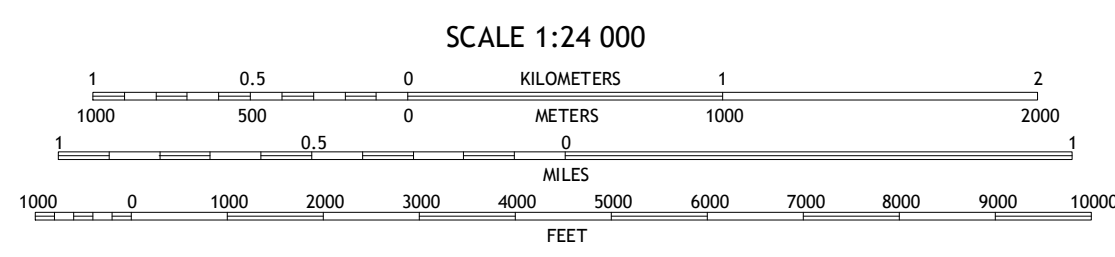 SCALE 1:24 000
1 0.5 0 KILOMETERS 1 2
1000 500 0 METERS 1000 2000
1 0.5 0 1
MILES
1000 0 1000 2000 3000 4000 5000 6000 7000 8000 9000 10000
FEET